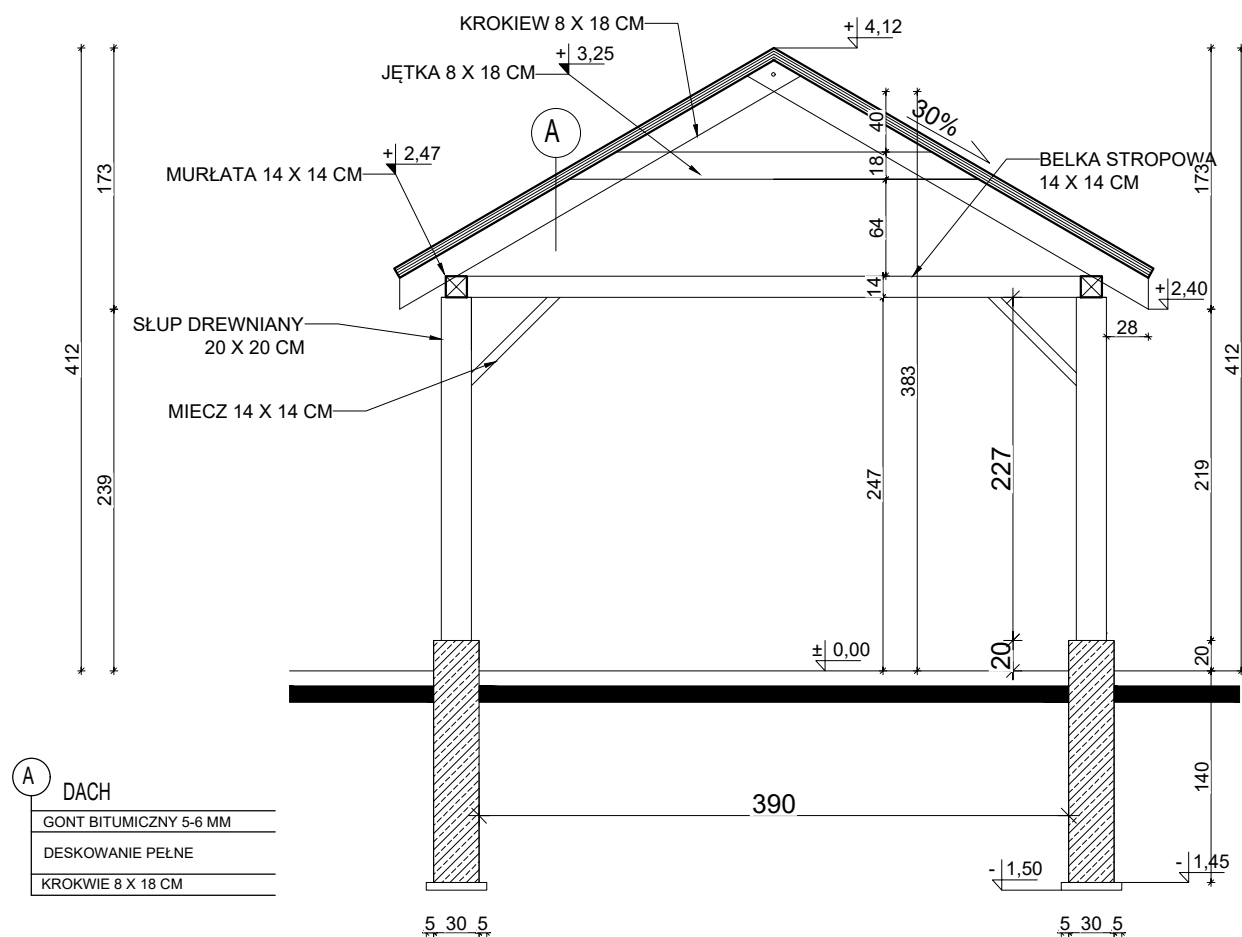 KROKIEW 8 X 18 CM
+ 4,12
+ 3,25
JĘTKA 8 X 18 CM
A
40
30%
+ 2,47
MURŁATA 14 X 14 CM
18
BELKA STROPOWA
14 X 14 CM
173
173
64
14
+ 2,40
SŁUP DREWNIANY
20 X 20 CM
28
412
383
412
MIECZ 14 X 14 CM
239
247
227
219
± 0,00
20
20
140
A
DACH
GONT BITUMICZNY 5-6 MM
DESKOWANIE PEŁNE
KROKWIE 8 X 18 CM
390
- 1,50
- 1,45
5 30 5
5 30 5